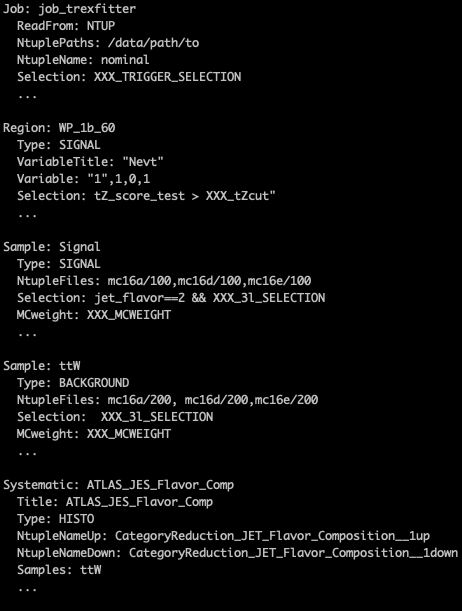 Job: job_trexfitter
ReadFrom: NTUP
NtuplePaths: /data/path/to
NtupleName: nominal
Selection: XXX_TRIGGER_SELECTION
...
Region: WP_1b_60
Type: SIGNAL
VariableTitle: "Nevt"
Variable: "1",1,0,1
Selection: tZ_score_test > XXX_tZcut"
...
Sample: Signal
Type: SIGNAL
NtupleFiles: mc16a/100,mc16d/100,mc16e/100
Selection: jet_flavor==2 && XXX_3l_SELECTION
MCweight: XXX_MCWEIGHT
...
Sample: ttW
Type: BACKGROUND
NtupleFiles: mc16a/200, mc16d/200,mc16e/200
Selection:  XXX_3l_SELECTION
MCweight: XXX_MCWEIGHT
...
Systematic: ATLAS_JES_Flavor_Comp
Title: ATLAS_JES_Flavor_Comp
Type: HISTO
NtupleNameUp: CategoryReduction_JET_Flavor_Composition__1up
NtupleNameDown: CategoryReduction_JET_Flavor_Composition__1down
Samples: ttW
...